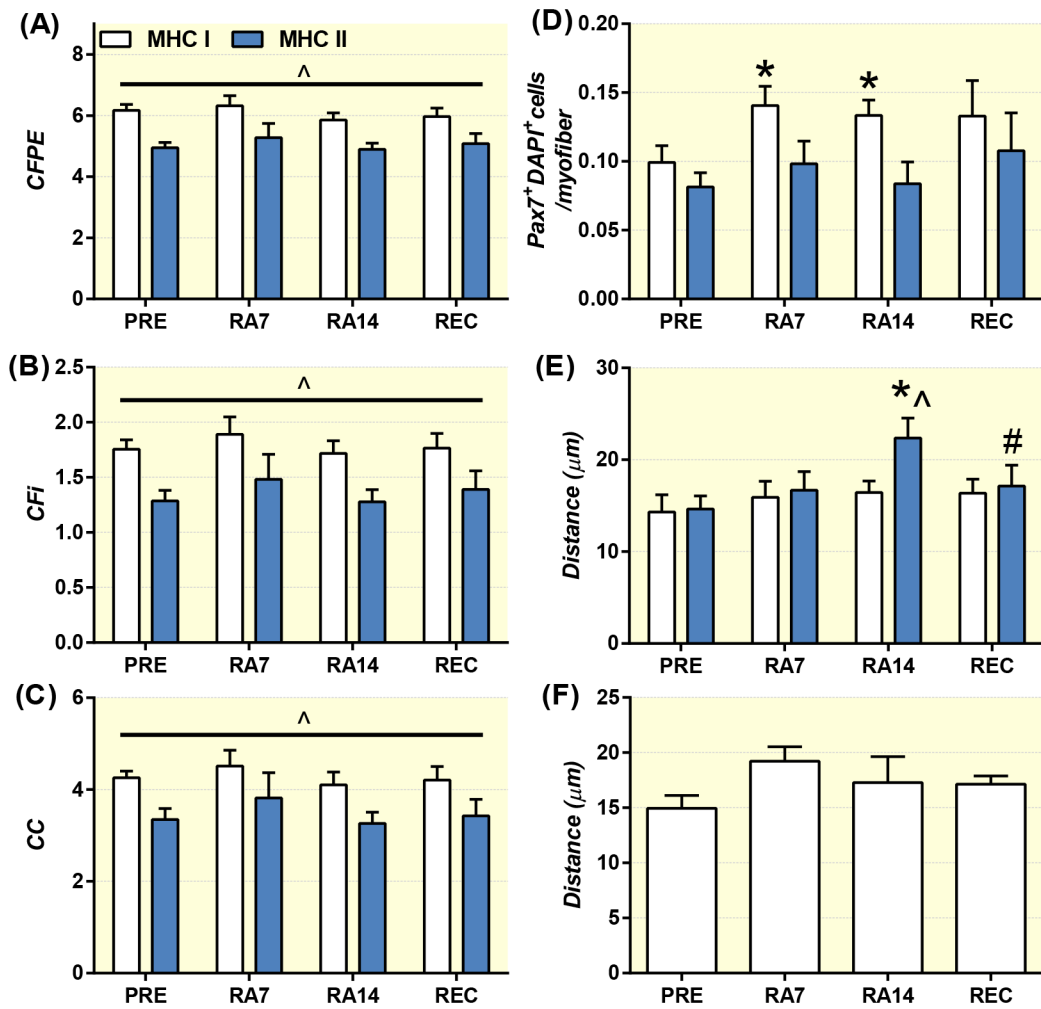 (A)
MHC I MHC II
^
CFPE
8
6
4
2
0
PRE RA7 RA14 REC
(B)
^
CFi
2.5
2.0
1.5
1.0
0.5
0.0
PRE RA7 RA14 REC
(C)
^
CC
6
4
2
0
PRE RA7 RA14 REC
(D)
* *
Pax7⁺ DAPI⁺ cells
/myofiber
0.20
0.15
0.10
0.05
0.00
PRE RA7 RA14 REC
(E)
*^
#
Distance (μm)
30
20
10
0
PRE RA7 RA14 REC
(F)
Distance (μm)
25
20
15
10
5
0
PRE RA7 RA14 REC